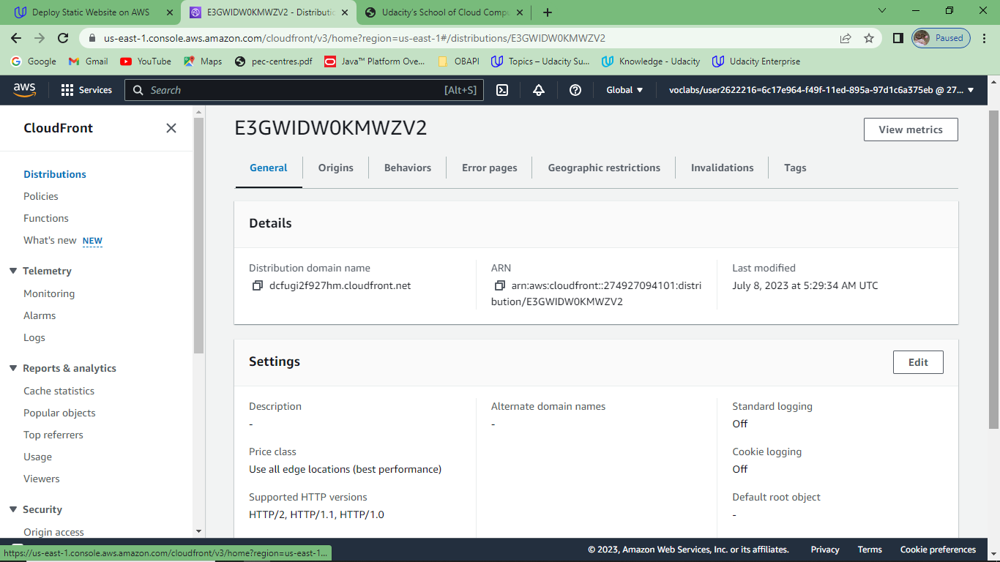 Deploy Static Website on AWS
E3GWIDW0KMWZV2 - Distributic
Udacity's School of Cloud Compu
us-east-1.console.aws.amazon.com/cloudfront/v3/home?region=us-east-1#/distributions/E3GWIDW0KMWZV2
Paused
Google
Gmail
YouTube
Maps
pec-centres.pdf
Java™ Platform Ove...
OBAPI
Topics – Udacity Su...
Knowledge - Udacity
Udacity Enterprise
aws
Services
Search
[Alt+S]
Global
voclabs/user2622216=6c17e964-f49f-11ed-895a-97d1c6a375eb @ 27...
CloudFront
Distributions
Policies
Functions
What's new NEW
Telemetry
Monitoring
Alarms
Logs
Reports & analytics
Cache statistics
Popular objects
Top referrers
Usage
Viewers
Security
Origin access
E3GWIDW0KMWZV2
View metrics
General
Origins
Behaviors
Error pages
Geographic restrictions
Invalidations
Tags
Details
Distribution domain name
dcfugi2f927hm.cloudfront.net
ARN
arn:aws:cloudfront::274927094101:distri
bution/E3GWIDW0KMWZV2
Last modified
July 8, 2023 at 5:29:34 AM UTC
Settings
Edit
Description
-
Price class
Use all edge locations (best performance)
Supported HTTP versions
HTTP/2, HTTP/1.1, HTTP/1.0
Alternate domain names
-
Standard logging
Off
Cookie logging
Off
Default root object
-
https://us-east-1.console.aws.amazon.com/cloudfront/v3/home?region=us-east-1...
© 2023, Amazon Web Services, Inc. or its affiliates.
Privacy
Terms
Cookie preferences